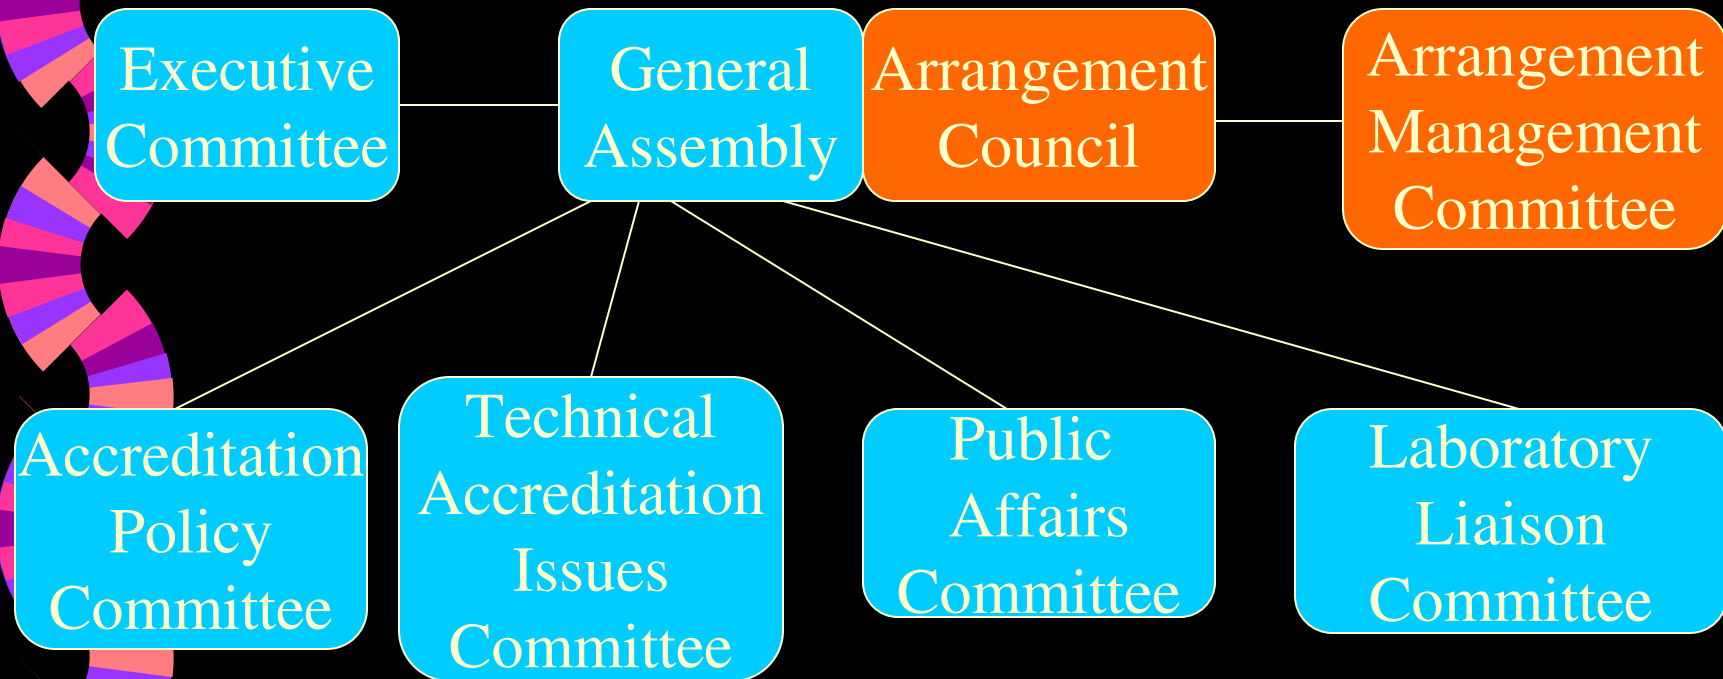 Executive
Committee
General
Assembly
Arrangement
Council
Arrangement
Management
Committee
Accreditation
Policy
Committee
Technical
Accreditation
Issues
Committee
Public
Affairs
Committee
Laboratory
Liaison
Committee